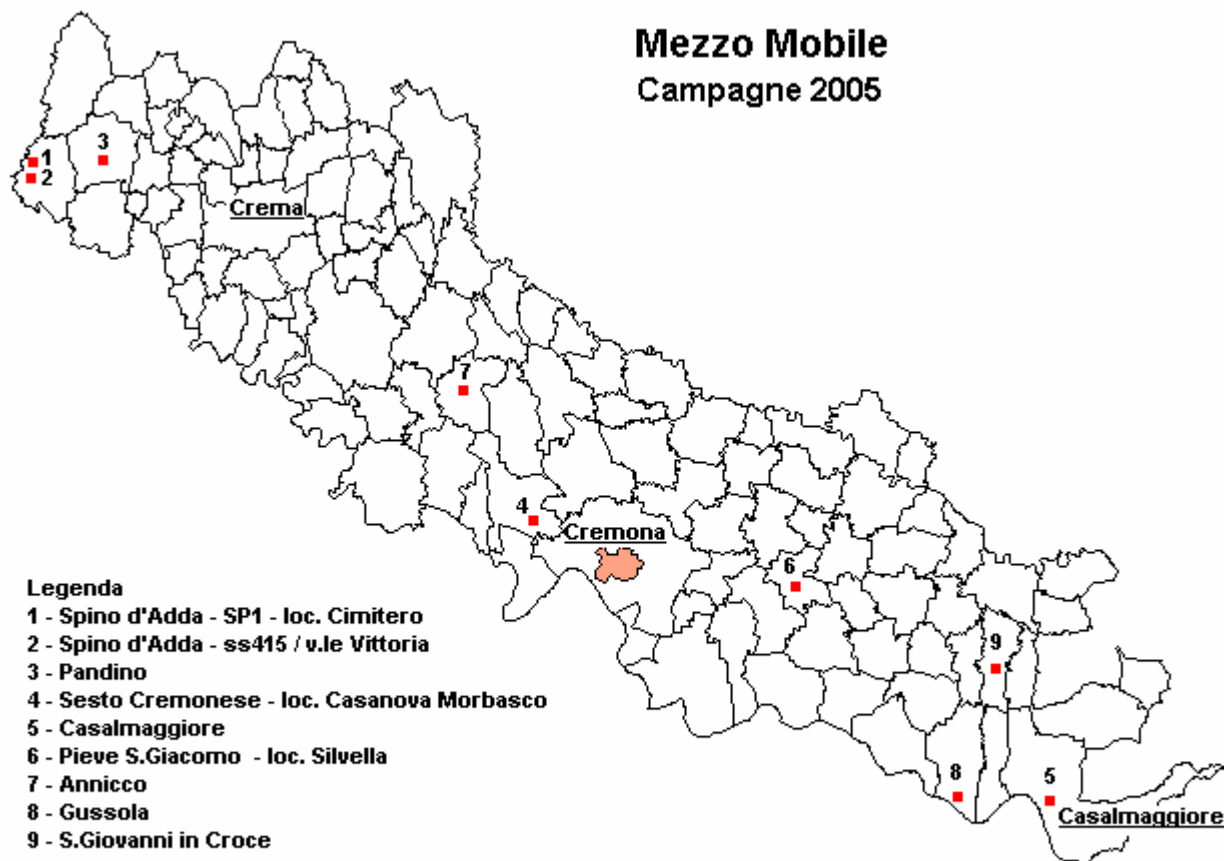 Mezzo Mobile
Campagne 2005
3
1
2
Crema
7
4
Cremona
6
9
8
5
Casalmaggiore
Legenda
1 - Spino d'Adda - SP1 - loc. Cimitero
2 - Spino d'Adda - ss415 / v.le Vittoria
3 - Pandino
4 - Sesto Cremonese - loc. Casanova Morbasco
5 - Casalmaggiore
6 - Pieve S.Giacomo - loc. Silvella
7 - Annicco
8 - Gussola
9 - S.Giovanni in Croce